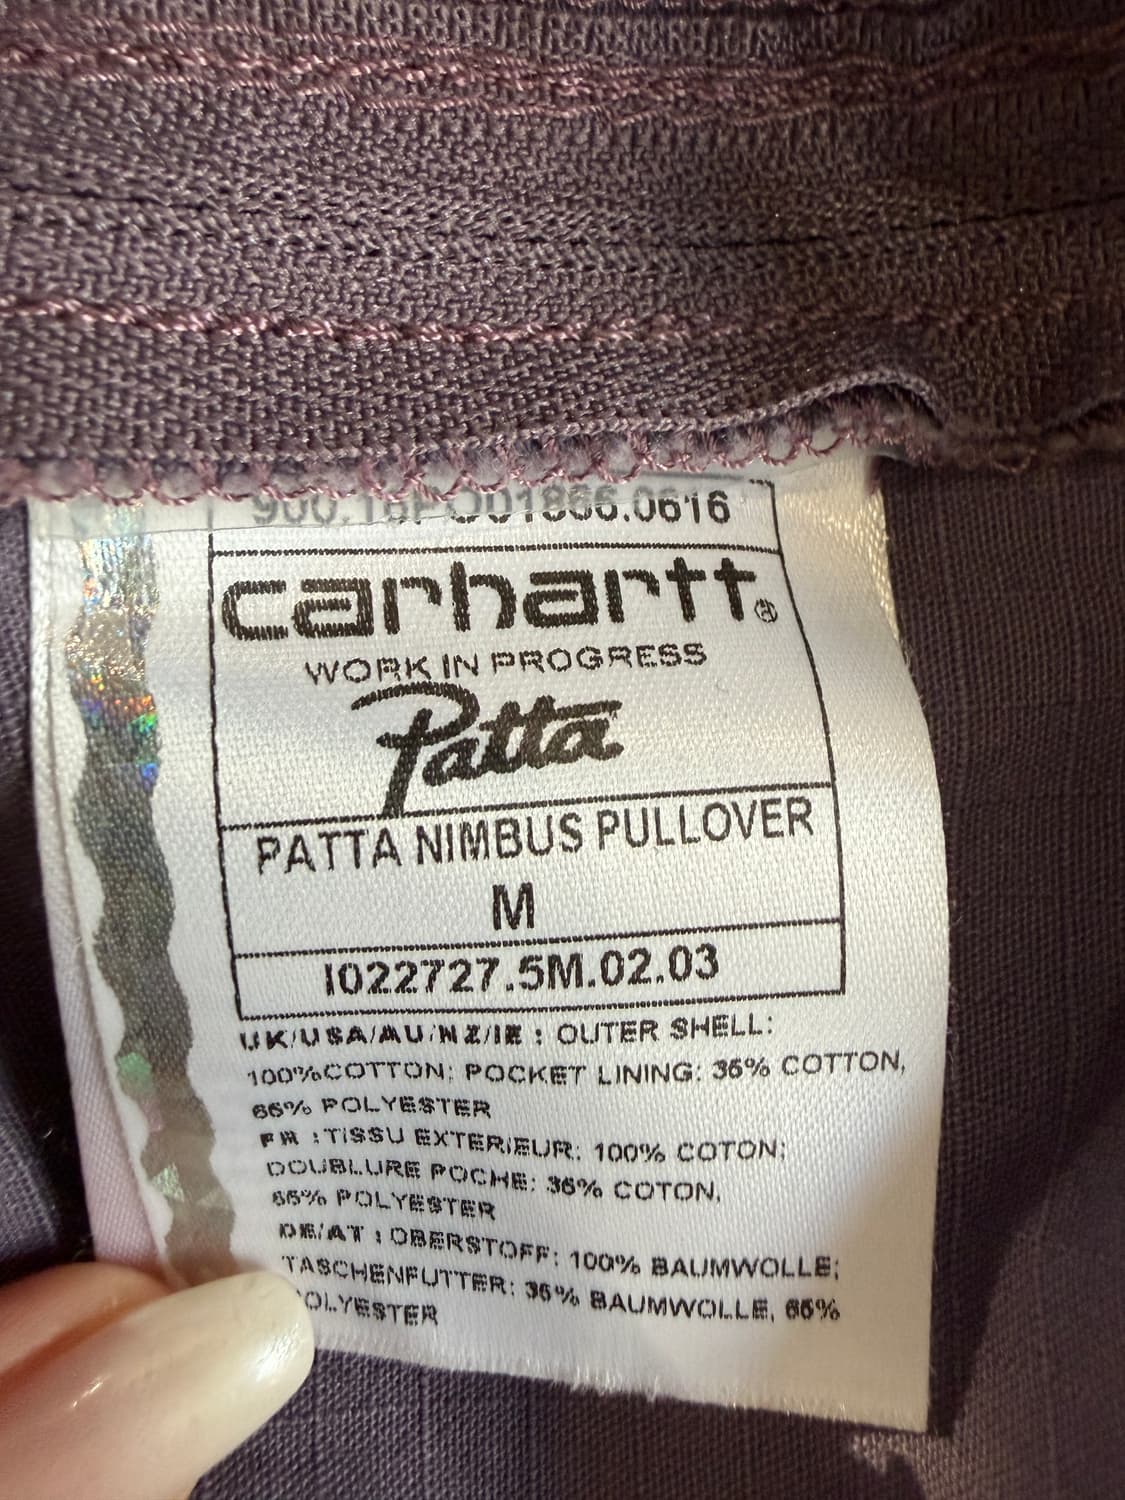 .0616
carhartt®
WORK IN PROGRESS
Patta
PATTA NIMBUS PULLOVER
M
I022727.5M.02.03
UK/USA/AU/NZ/IE : OUTER SHELL:
100%COTTON; POCKET LINING: 35% COTTON,
65% POLYESTER
FR : TISSU EXTERIEUR: 100% COTON;
DOUBLURE POCHE: 35% COTON,
65% POLYESTER
DE/AT : OBERSTOFF: 100% BAUMWOLLE;
TASCHENFUTTER: 35% BAUMWOLLE, 65%
POLYESTER